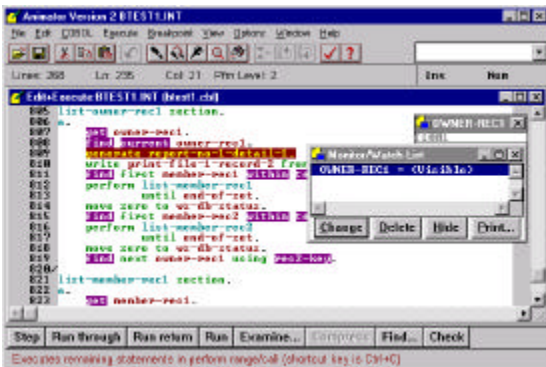 Animator Version 2 BTEST1.INT
File Edit COBOL Execute Breakpoint View Options Window Help
Lines: 268 Ln: 235 Col 21 Pfm Level: 2 Ins Num
Edit+Execute:BTEST1.INT (btest1.cbl)
805 list-owner-rec1 section.
806
807 get owner-rec1.
808 find current owner-rec1.
809 generate
810 write print-file-1-record-2 from
811 find first member-rec1 within
812 perform list-member-rec1
813 until end-of-set.
814 move zero to ws-db-status.
815 find first member-rec2 within
816 perform list-member-rec2
817 until end-of-set.
818 move zero to ws-db-status.
819 find next owner-rec1 using rec2-key.
820
821 list-member-rec1 section.
822
823 get member-rec1.
OWNER-REC1
Monitor/Watch List
OWNER-REC1 = (Visible)
Change Delete Hide Print...
Step Run through Run return Run Examine... Compress Find... Check
Executes remaining statements in perform range/call (shortcut key is Ctrl+C)